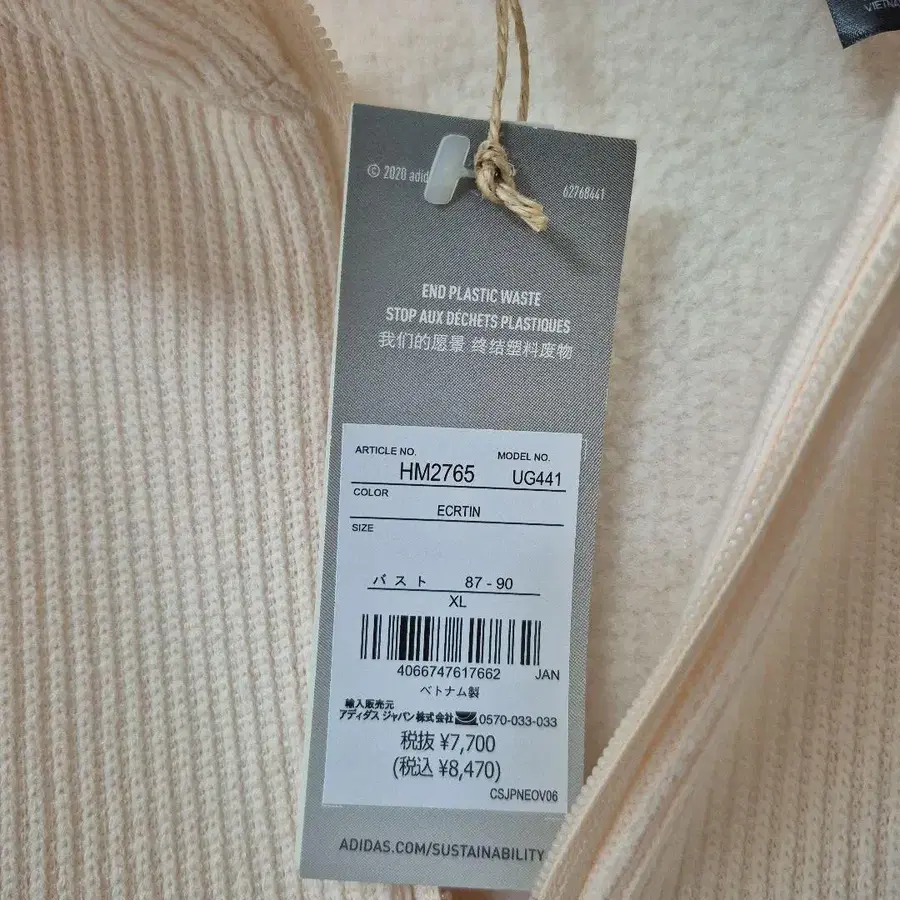 VIETNA
© 2020 adid
62768441
END PLASTIC WASTE
STOP AUX DÉCHETS PLASTIQUES
我们的愿景 终结塑料废物
ARTICLE NO. MODEL NO.
HM2765 UG441
COLOR
ECRTIN
SIZE
バスト 87 - 90
XL
4066747617662 JAN
ベトナム製
輸入販売元
アディダス ジャパン株式会社 0570-033-033
税抜 ¥7,700
(税込 ¥8,470)
CSJPNEOV06
ADIDAS.COM/SUSTAINABILITY